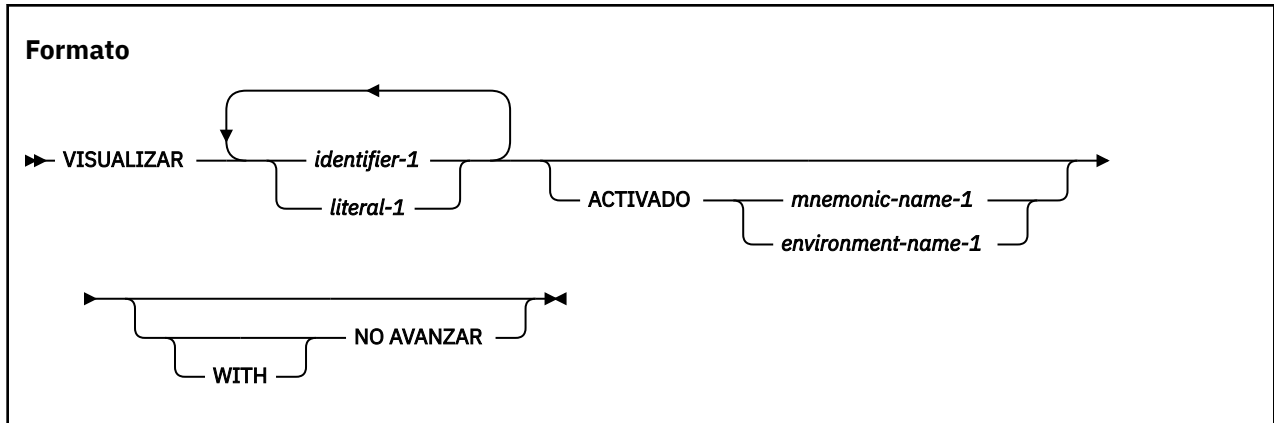 Formato
VISUALIZAR identifier-1
literal-1
ACTIVADO mnemonic-name-1
environment-name-1
NO AVANZAR
WITH